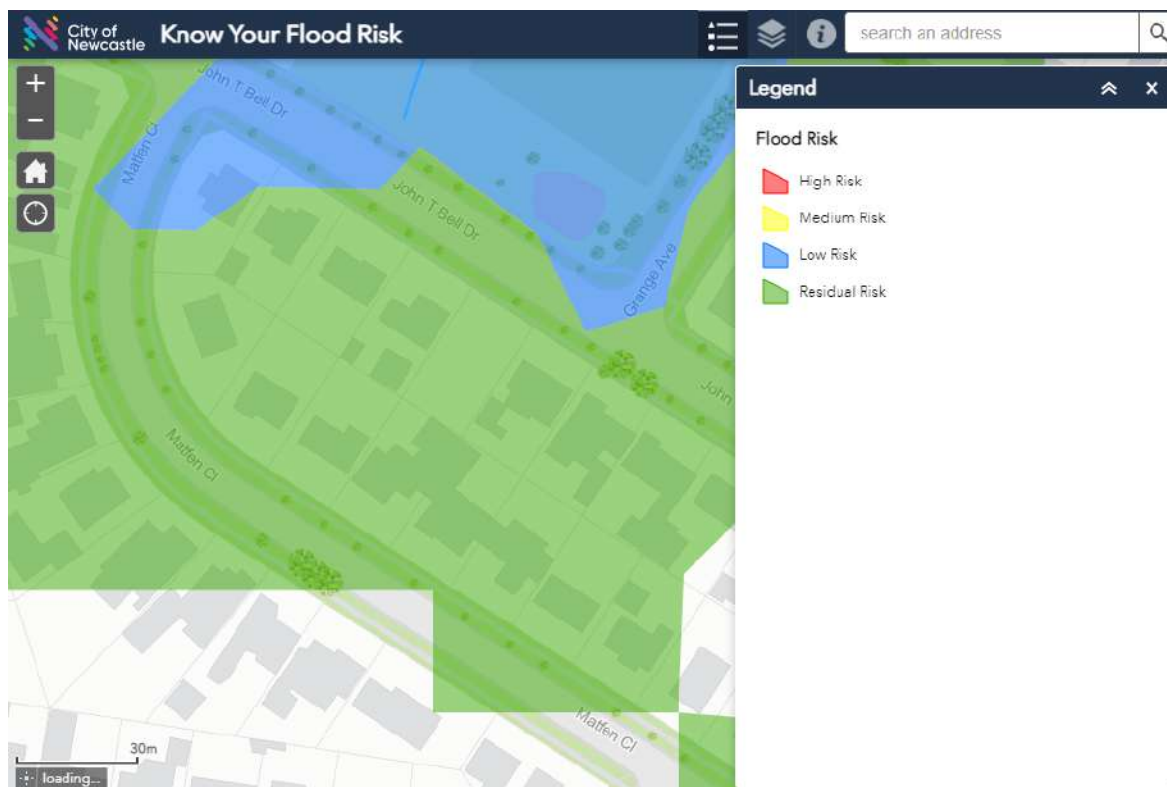 City of
Newcastle
Know Your Flood Risk
search an address
Legend
Flood Risk
High Risk
Medium Risk
Low Risk
Residual Risk
John T Bell Dr
Matfen Cl
John T Bell Dr
Grange Ave
John
Matfen Cl
Matfen Cl
30m
loading...